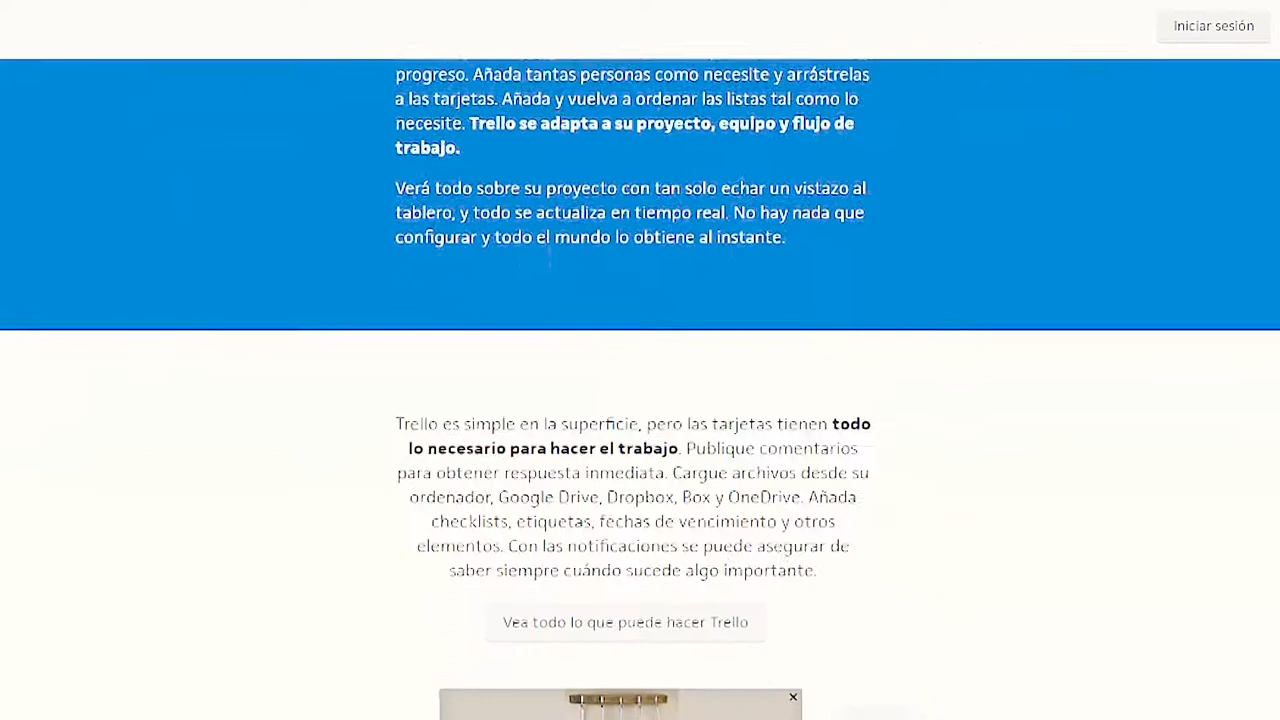 Iniciar sesión
progreso. Añada tantas personas como necesite y arrástrelas
a las tarjetas. Añada y vuelva a ordenar las listas tal como lo
necesite. Trello se adapta a su proyecto, equipo y flujo de
trabajo.
Verá todo sobre su proyecto con tan solo echar un vistazo al
tablero, y todo se actualiza en tiempo real. No hay nada que
configurar y todo el mundo lo obtiene al instante.
Trello es simple en la superficie, pero las tarjetas tienen todo
lo necesario para hacer el trabajo. Publique comentarios
para obtener respuesta inmediata. Cargue archivos desde su
ordenador, Google Drive, Dropbox, Box y OneDrive. Añada
checklists, etiquetas, fechas de vencimiento y otros
elementos. Con las notificaciones se puede asegurar de
saber siempre cuándo sucede algo importante.
Vea todo lo que puede hacer Trello